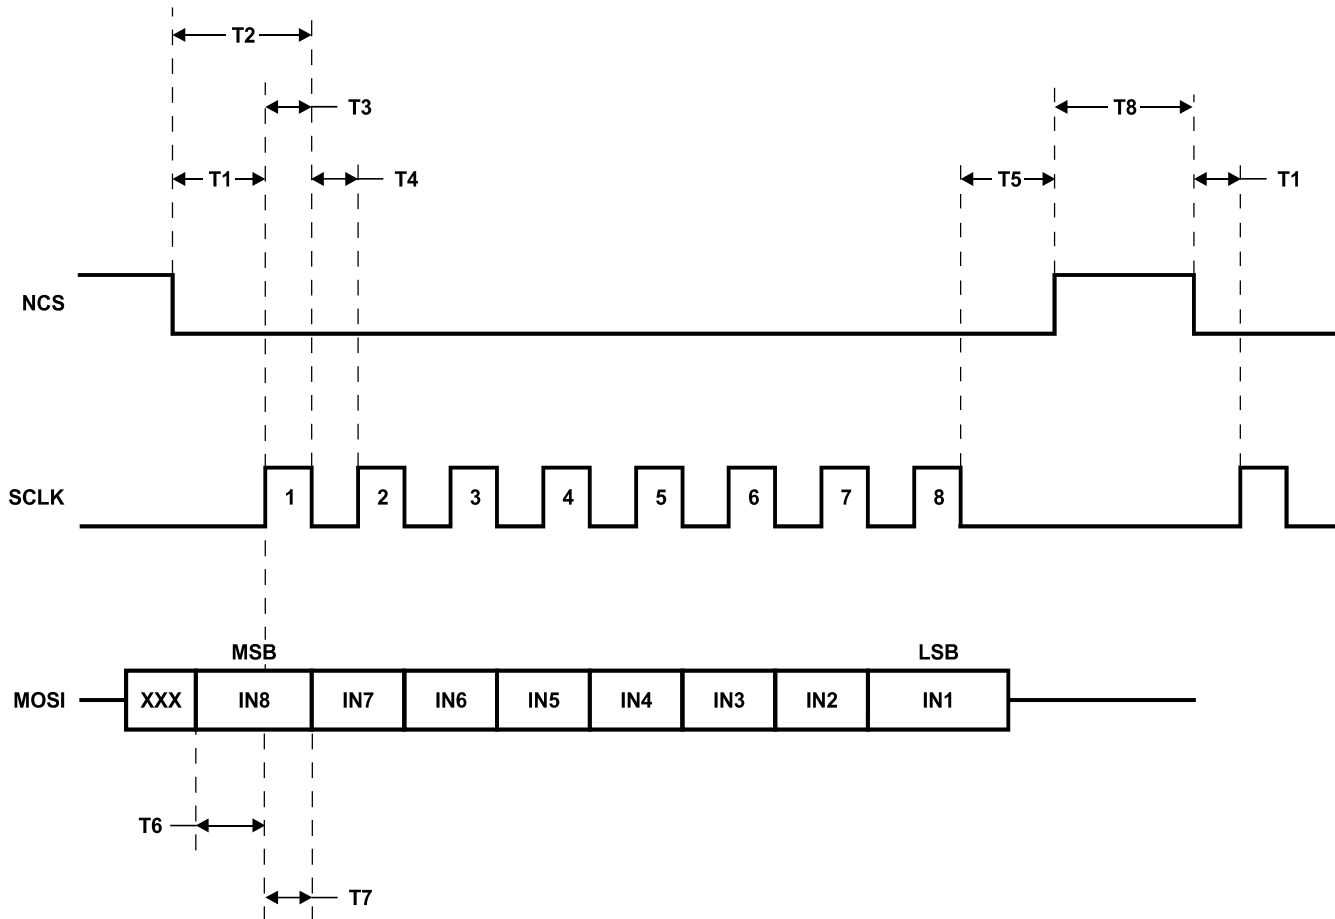 T2
T3
T8
T1
T4
T5
T1
NCS
SCLK
1 2 3 4 5 6 7 8
MSB
LSB
MOSI
XXX IN8 IN7 IN6 IN5 IN4 IN3 IN2 IN1
T6
T7